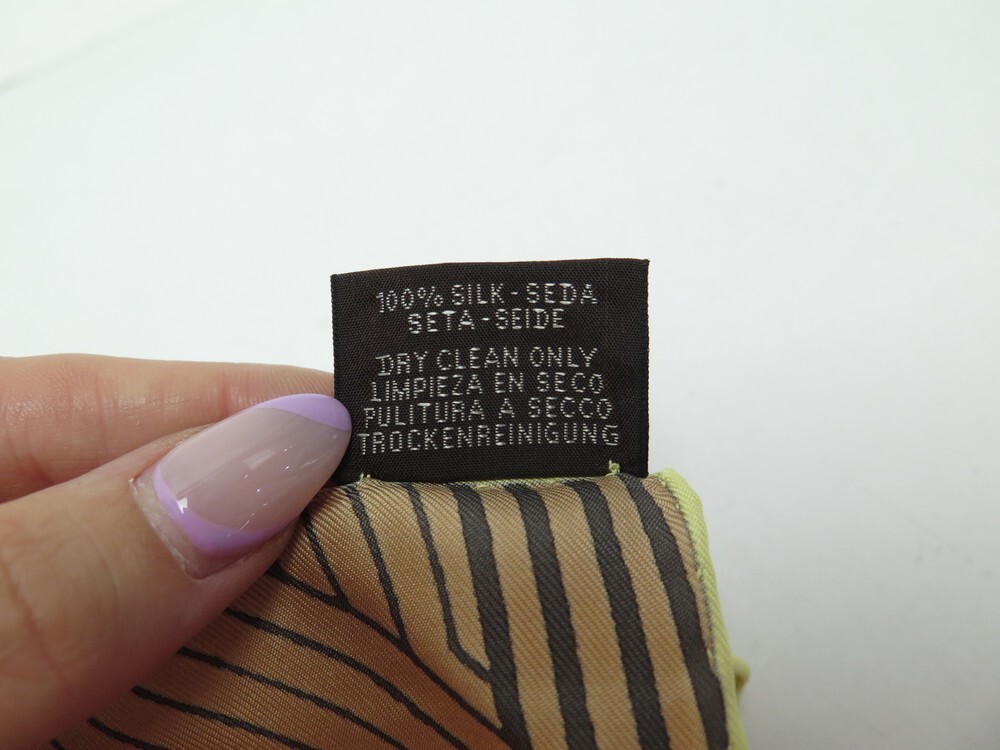 100% SILK - SEDA
SETA - SEIDE
DRY CLEAN ONLY
LIMPIEZA EN SECO
PULITURA A SECCO
TROCKENREINIGUNG